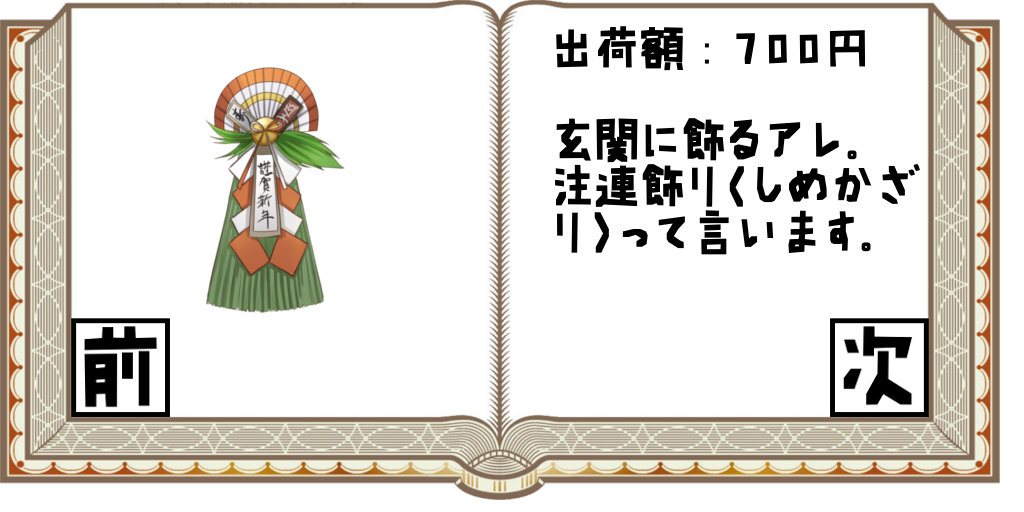 謹賀新年
前
出荷額：700円
玄関に飾るアレ。
注連飾り(しめかざ
り)って言います。
次